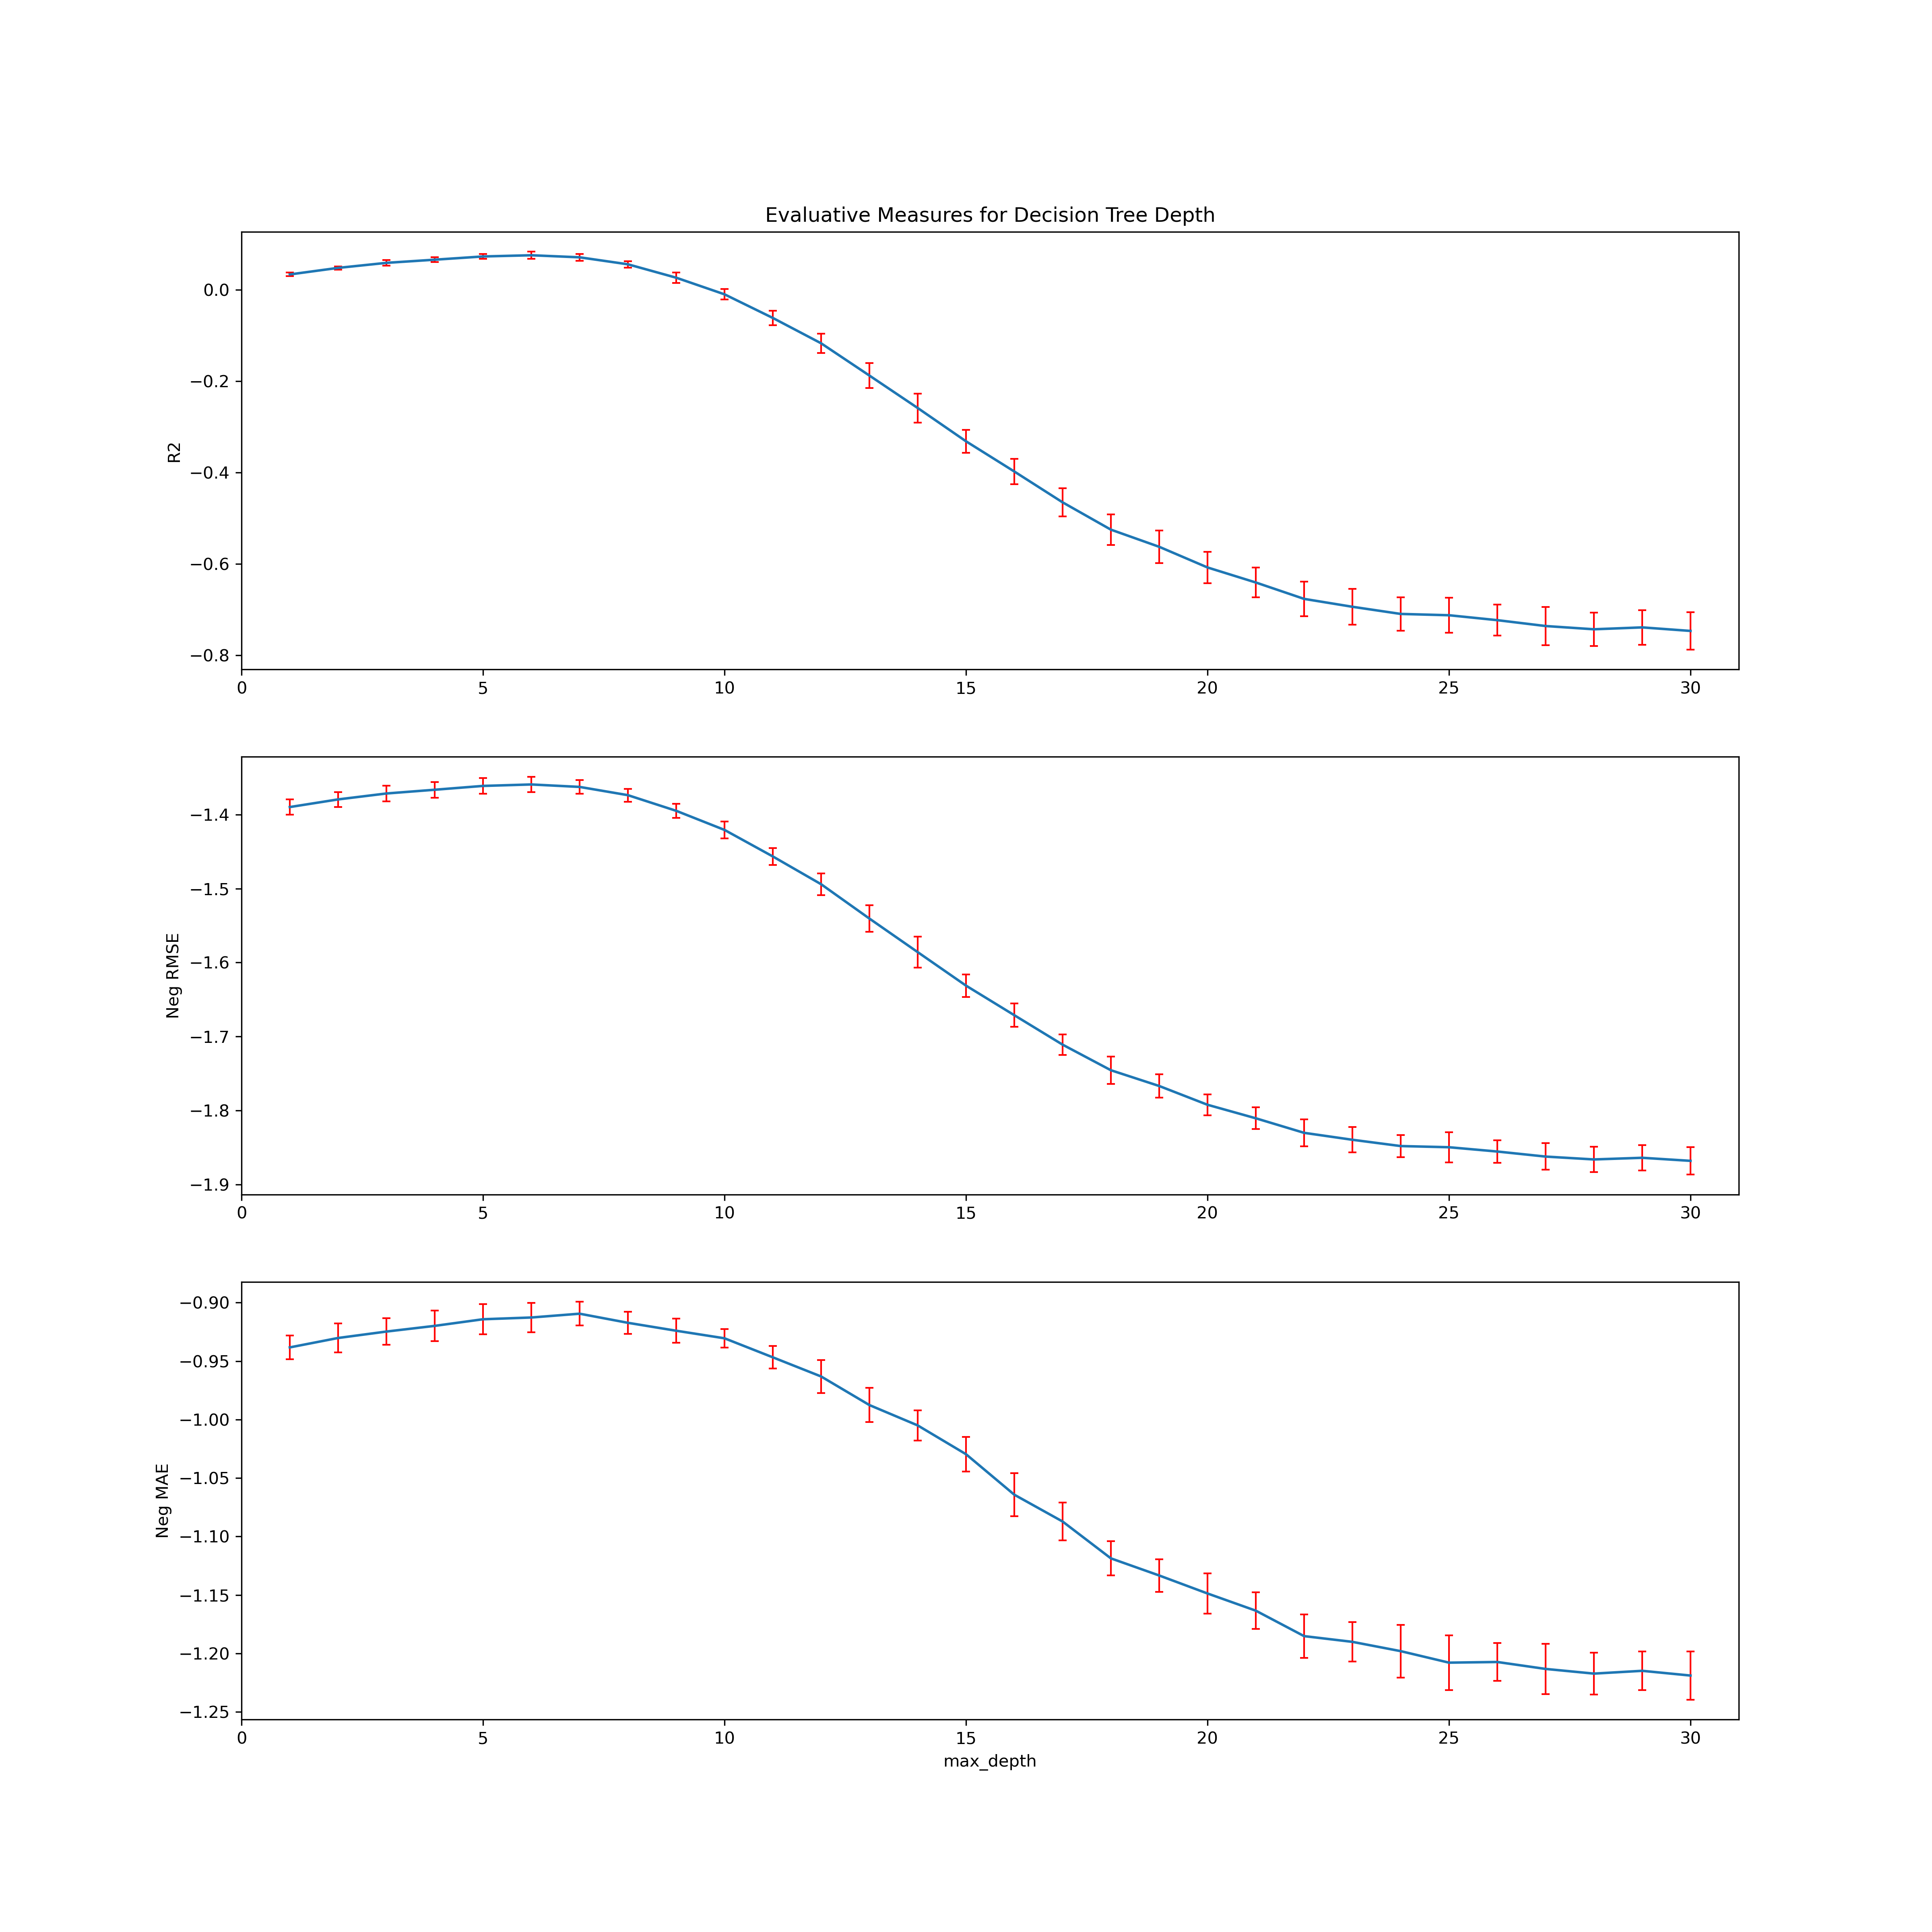 Evaluative Measures for Decision Tree Depth
R2
0.0
−0.2
−0.4
−0.6
−0.8
0 5 10 15 20 25 30
Neg RMSE
−1.4
−1.5
−1.6
−1.7
−1.8
−1.9
0 5 10 15 20 25 30
Neg MAE
−0.90
−0.95
−1.00
−1.05
−1.10
−1.15
−1.20
−1.25
0 5 10 15 20 25 30
max_depth